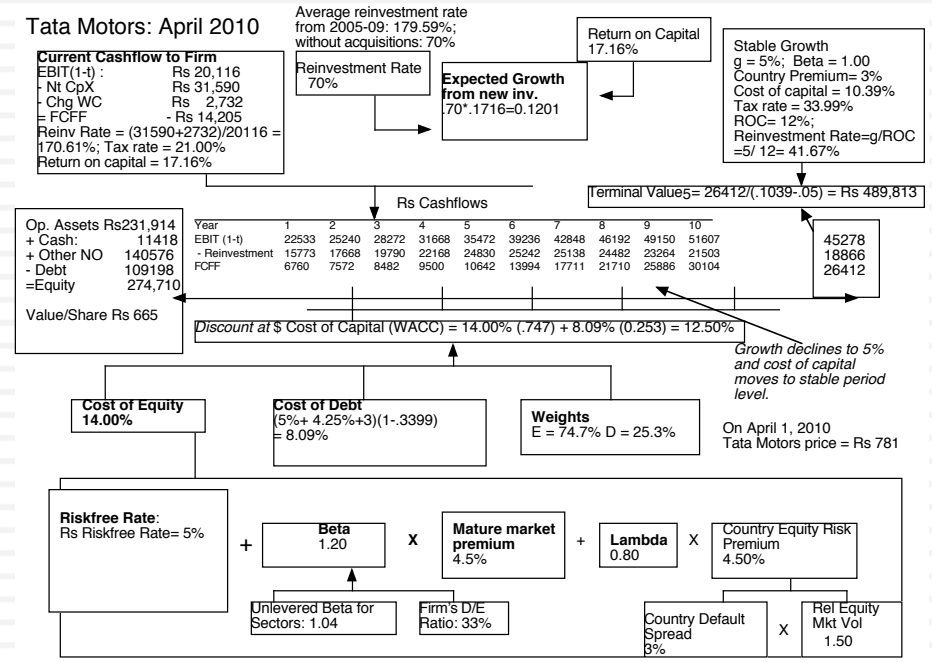 Tata Motors: April 2010
Average reinvestment rate
from 2005-09: 179.59%;
without acquisitions: 70%
Current Cashflow to Firm
EBIT(1-t) : Rs 20,116
- Nt CpX Rs 31,590
- Chg WC Rs 2,732
= FCFF - Rs 14,205
Reinv Rate = (31590+2732)/20116 =
170.61%; Tax rate = 21.00%
Return on capital = 17.16%
Reinvestment Rate
70%
Expected Growth
from new inv.
.70*.1716=0.1201
Return on Capital
17.16%
Stable Growth
g = 5%; Beta = 1.00
Country Premium= 3%
Cost of capital = 10.39%
Tax rate = 33.99%
ROC= 12%;
Reinvestment Rate=g/ROC
=5/ 12= 41.67%
Terminal Value5= 26412/(.1039-.05) = Rs 489,813
Rs Cashflows
Op. Assets Rs231,914
+ Cash: 11418
+ Other NO 140576
- Debt 109198
=Equity 274,710
Value/Share Rs 665
Year 1 2 3 4 5 6 7 8 9 10
EBIT (1-t) 22533 25240 28272 31668 35472 39236 42848 46192 49150 51607
- Reinvestment 15773 17668 19790 22168 24830 25242 25138 24482 23264 21503
FCFF 6760 7572 8482 9500 10642 13994 17711 21710 25886 30104
45278
18866
26412
Discount at $ Cost of Capital (WACC) = 14.00% (.747) + 8.09% (0.253) = 12.50%
Growth declines to 5%
and cost of capital
moves to stable period
level.
Cost of Equity
14.00%
Cost of Debt
(5%+ 4.25%+3)(1-.3399)
= 8.09%
Weights
E = 74.7% D = 25.3%
On April 1, 2010
Tata Motors price = Rs 781
Riskfree Rate:
Rs Riskfree Rate= 5%
+
Beta
1.20
X
Mature market
premium
4.5%
+
Lambda
0.80
X
Country Equity Risk
Premium
4.50%
Unlevered Beta for
Sectors: 1.04
Firm's D/E
Ratio: 33%
Country Default
Spread
3%
X
Rel Equity
Mkt Vol
1.50